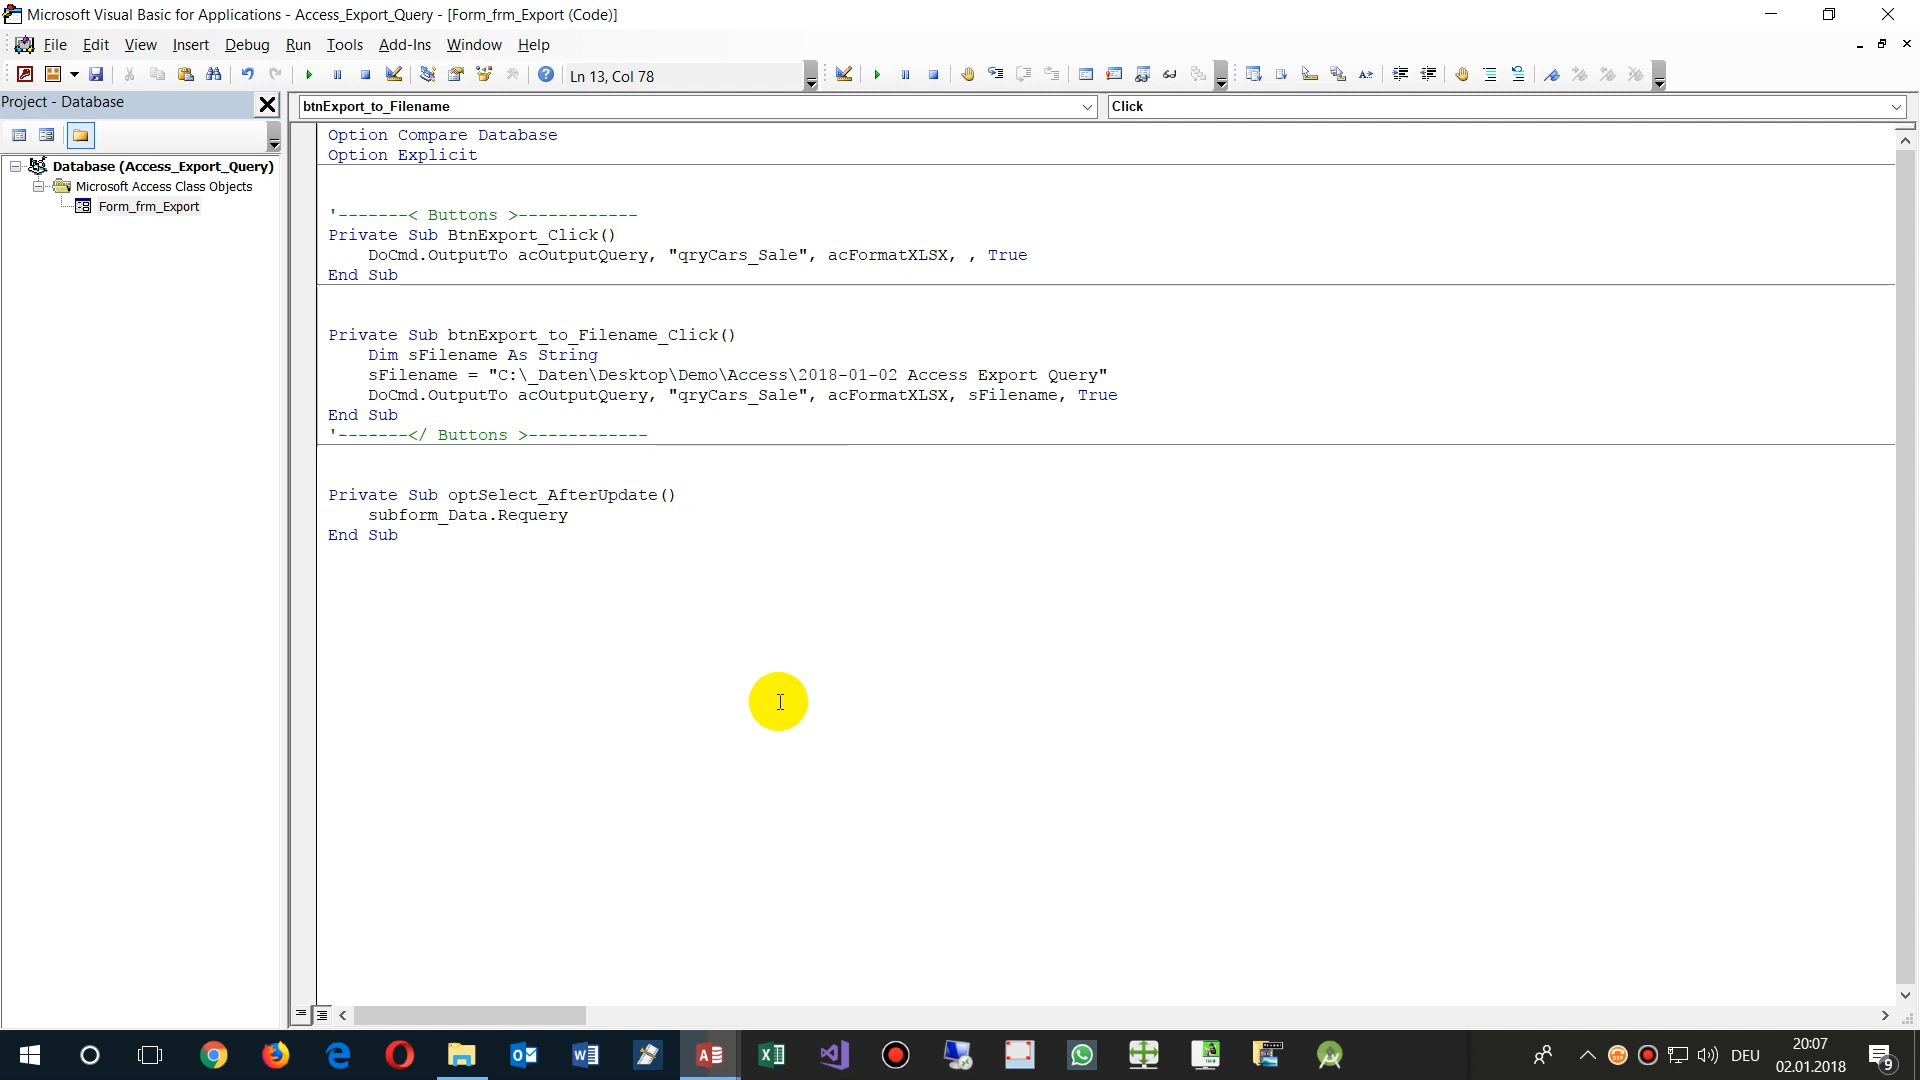 Microsoft Visual Basic for Applications - Access_Export_Query - [Form_frm_Export (Code)]
File Edit View Insert Debug Run Tools Add-Ins Window Help
Ln 13, Col 78
Project - Database
btnExport_to_Filename
Click
Database (Access_Export_Query)
Microsoft Access Class Objects
Form_frm_Export
Option Compare Database
Option Explicit
'-------< Buttons >------------
Private Sub BtnExport_Click()
DoCmd.OutputTo acOutputQuery, "qryCars_Sale", acFormatXLSX, , True
End Sub
Private Sub btnExport_to_Filename_Click()
Dim sFilename As String
sFilename = "C:\_Daten\Desktop\Demo\Access\2018-01-02 Access Export Query"
DoCmd.OutputTo acOutputQuery, "qryCars_Sale", acFormatXLSX, sFilename, True
End Sub
'-------</ Buttons >------------
Private Sub optSelect_AfterUpdate()
subform_Data.Requery
End Sub
DEU
20:07
02.01.2018
9